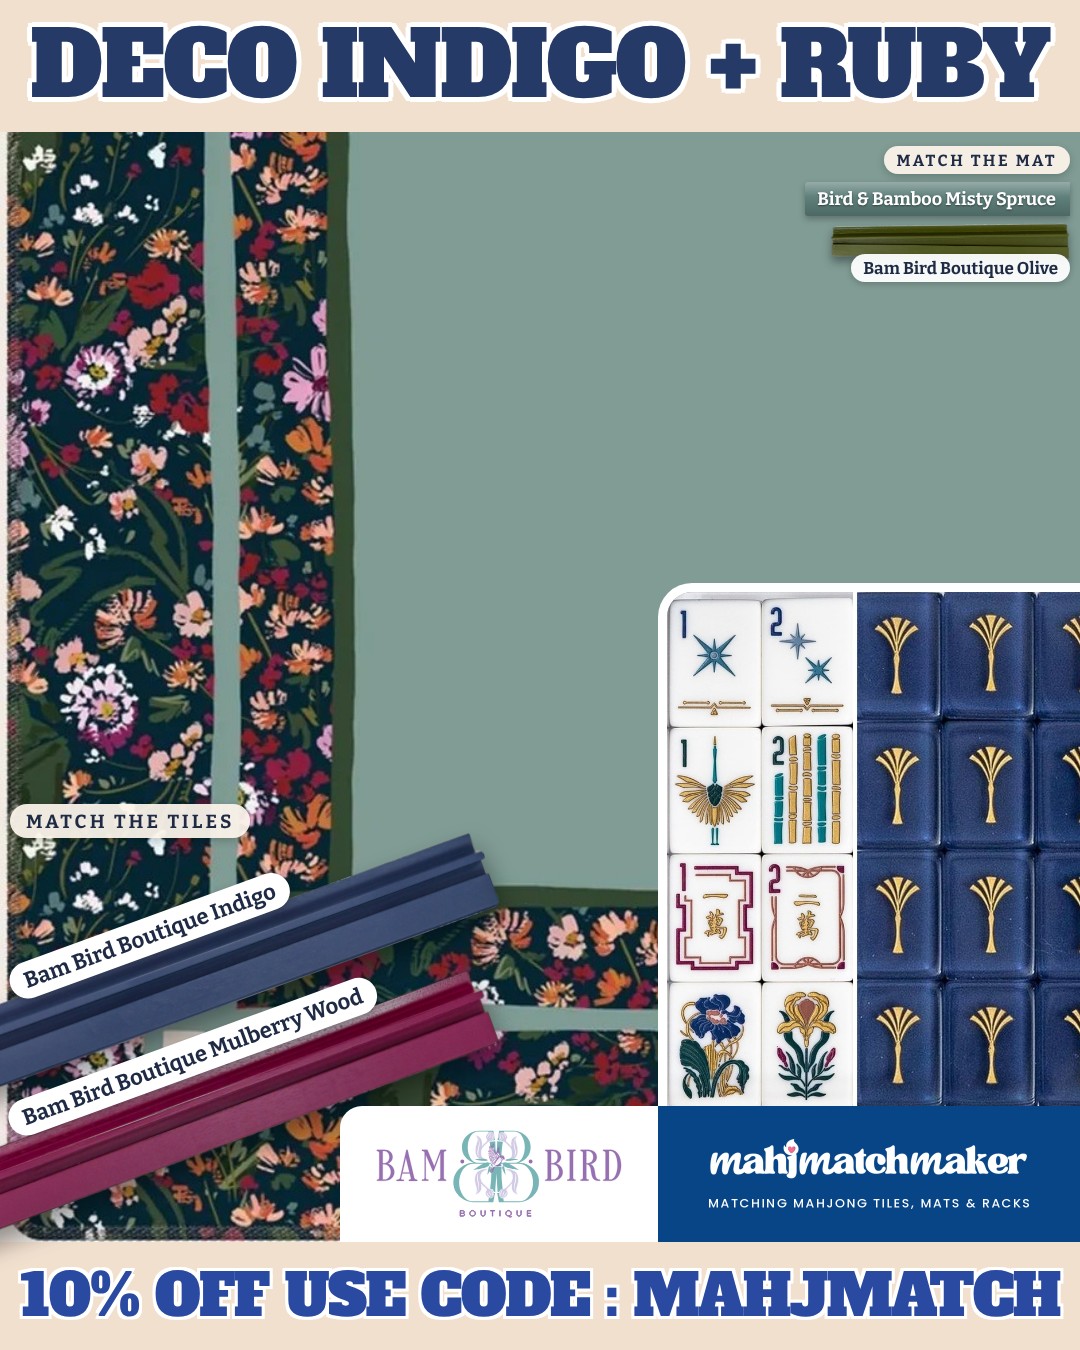 DECO INDIGO + RUBY
MATCH THE MAT
Bird & Bamboo Misty Spruce
Bam Bird Boutique Olive
1
2
1
2
MATCH THE TILES
Bam Bird Boutique Indigo
1
2
一
二
萬
萬
Bam Bird Boutique Mulberry Wood
BAM BIRD
BOUTIQUE
mahjmatchmaker
MATCHING MAHJONG TILES, MATS & RACKS
10% OFF USE CODE : MAHJMATCH